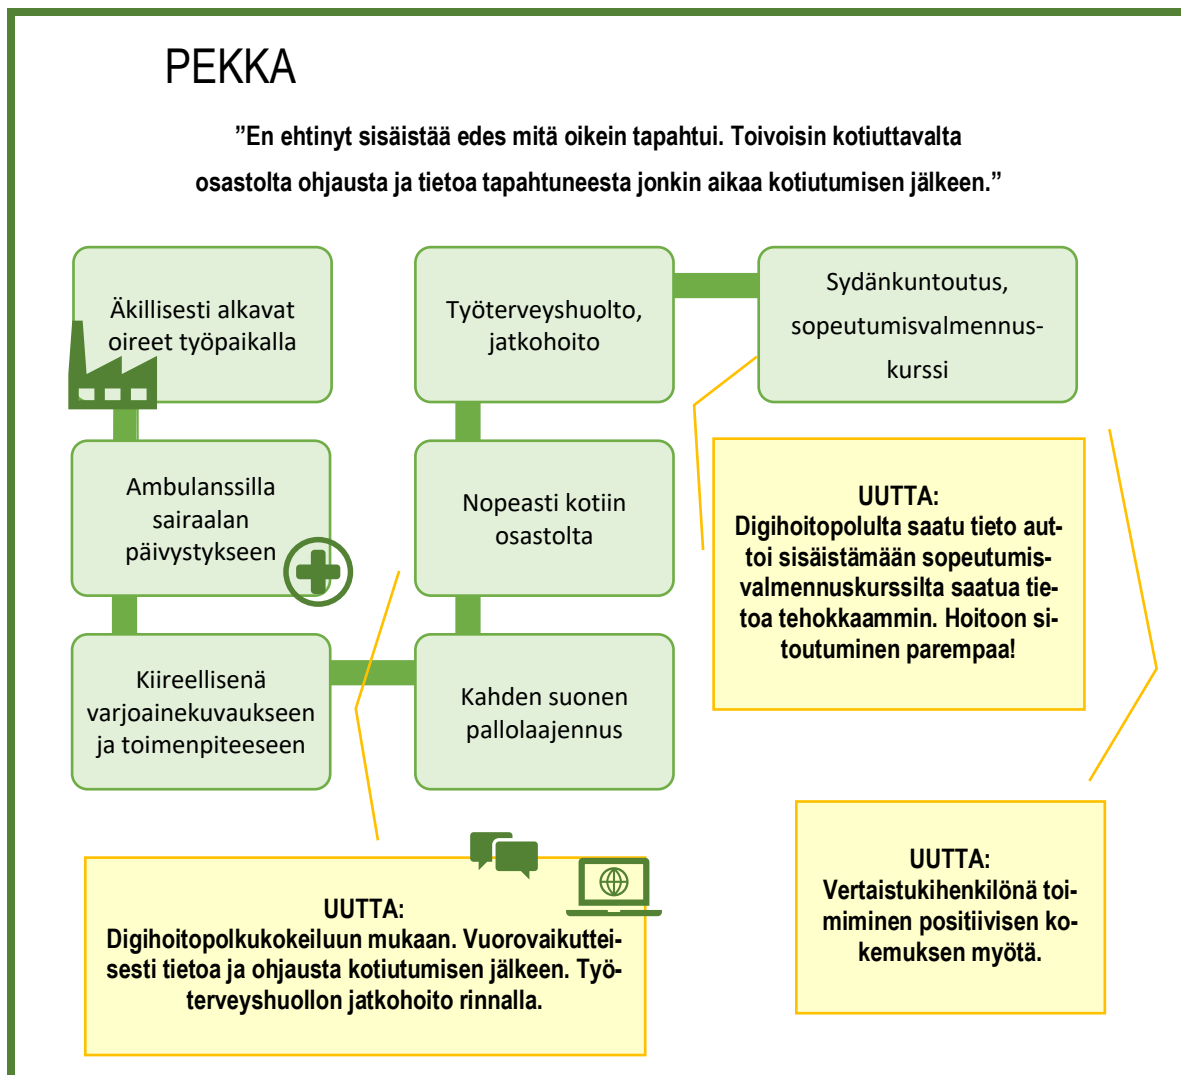 PEKKA
”En ehtinyt sisäistää edes mitä oikein tapahtui. Toivoisin kotiuttavalta
osastolta ohjausta ja tietoa tapahtuneesta jonkin aikaa kotiutumisen jälkeen.”
Äkillisesti alkavat
oireet työpaikalla
Ambulanssilla
sairaalan
päivystykseen
Kiireellisenä
varjoainekuvaukseen
ja toimenpiteeseen
Kahden suonen
pallolaajennus
Nopeasti kotiin
osastolta
Työterveyshuolto,
jatkohoito
Sydänkuntoutus,
sopeutumisvalmennus-
kurssi
UUTTA:
Digihoitopolulta saatu tieto aut-
toi sisäistämään sopeutumis-
valmennuskurssilta saatua tie-
toa tehokkaammin. Hoitoon si-
toutuminen parempaa!
UUTTA:
Digihoitopolkukokeiluun mukaan. Vuorovaikuttei-
sesti tietoa ja ohjausta kotiutumisen jälkeen. Työ-
terveyshuollon jatkohoito rinnalla.
UUTTA:
Vertaistukihenkilönä toi-
miminen positiivisen ko-
kemuksen myötä.